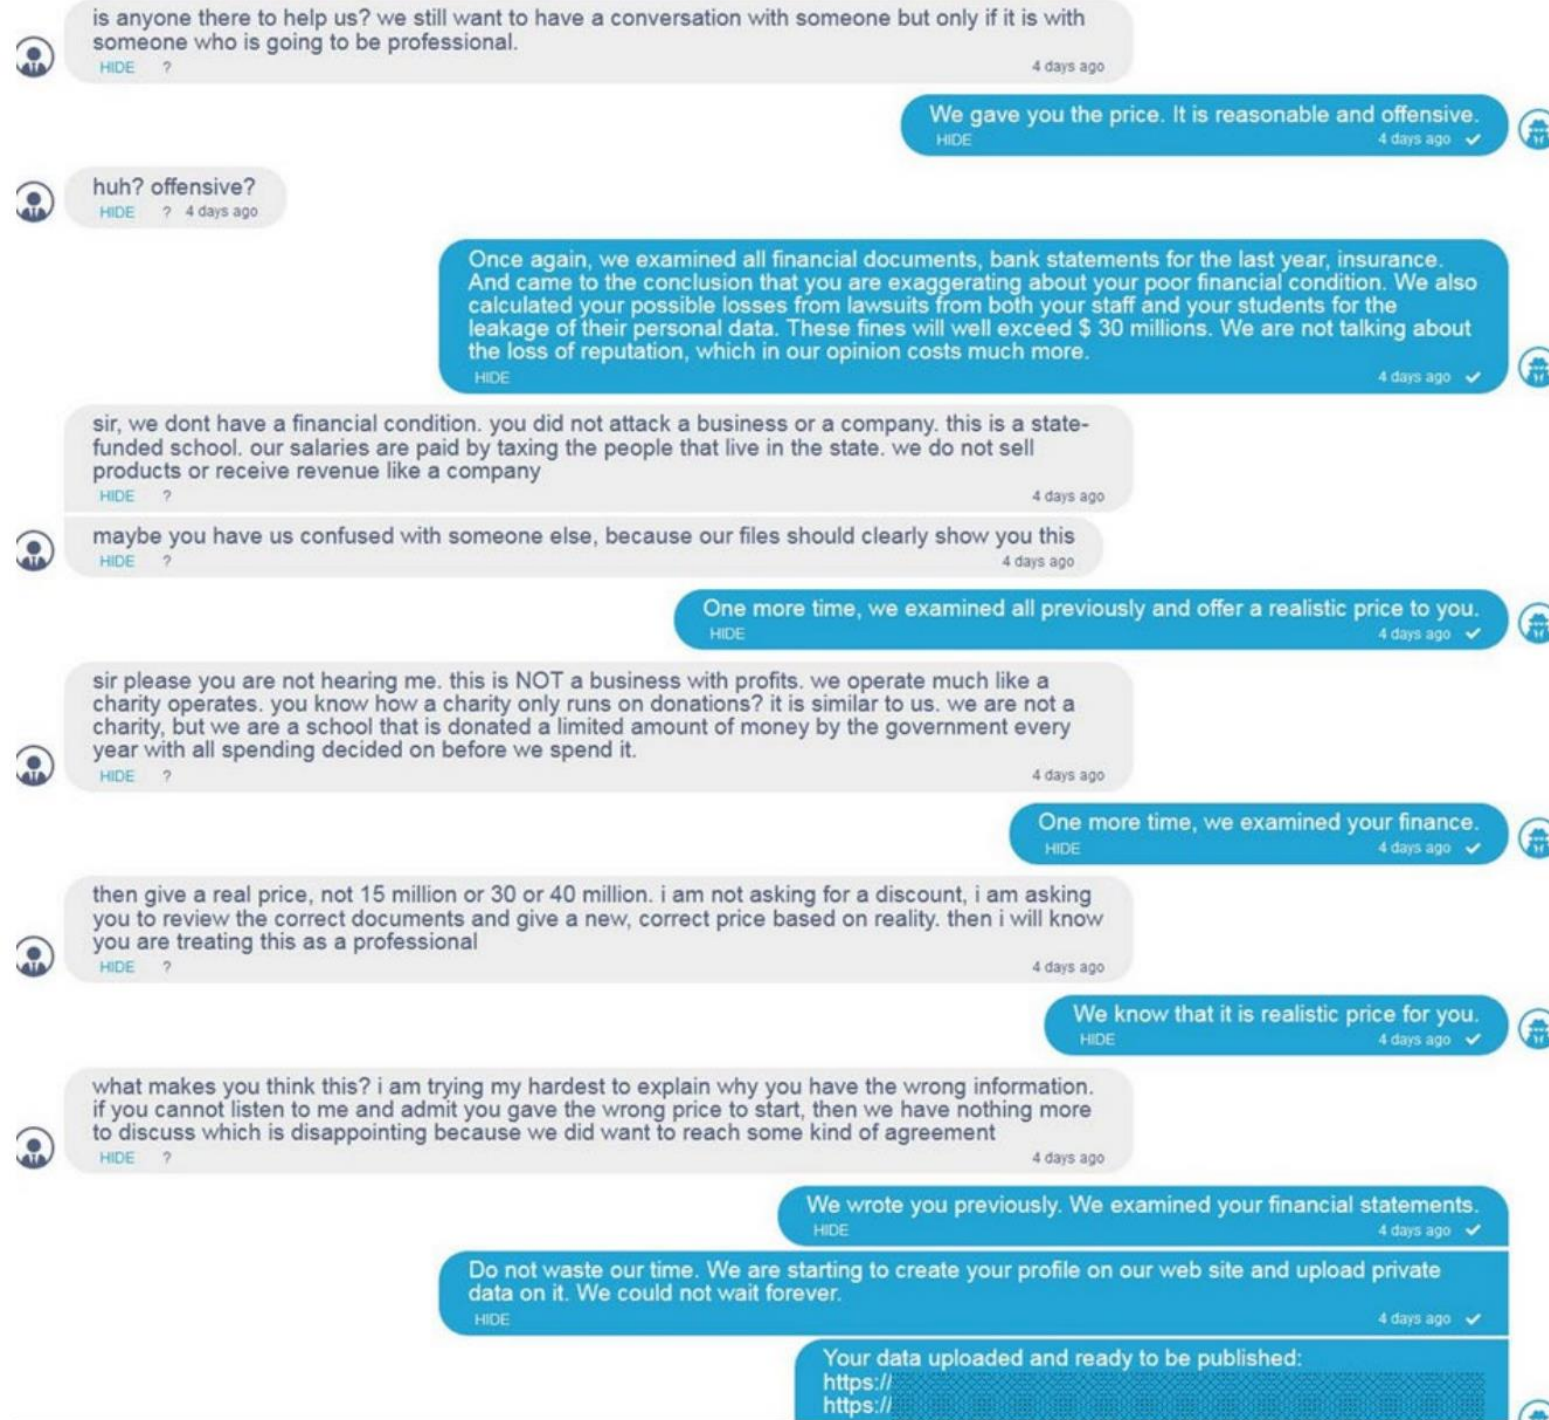 is anyone there to help us? we still want to have a conversation with someone but only if it is with
someone who is going to be professional.
HIDE ? 4 days ago
We gave you the price. It is reasonable and offensive.
HIDE 4 days ago
huh? offensive?
HIDE ? 4 days ago
Once again, we examined all financial documents, bank statements for the last year, insurance.
And came to the conclusion that you are exaggerating about your poor financial condition. We also
calculated your possible losses from lawsuits from both your staff and your students for the
leakage of their personal data. These fines will well exceed $ 30 millions. We are not talking about
the loss of reputation, which in our opinion costs much more.
HIDE 4 days ago
sir, we dont have a financial condition. you did not attack a business or a company. this is a state-
funded school. our salaries are paid by taxing the people that live in the state. we do not sell
products or receive revenue like a company
HIDE ? 4 days ago
maybe you have us confused with someone else, because our files should clearly show you this
HIDE ? 4 days ago
One more time, we examined all previously and offer a realistic price to you.
HIDE 4 days ago
sir please you are not hearing me. this is NOT a business with profits. we operate much like a
charity operates. you know how a charity only runs on donations? it is similar to us. we are not a
charity, but we are a school that is donated a limited amount of money by the government every
year with all spending decided on before we spend it.
HIDE ? 4 days ago
One more time, we examined your finance.
HIDE 4 days ago
then give a real price, not 15 million or 30 or 40 million. i am not asking for a discount, i am asking
you to review the correct documents and give a new, correct price based on reality. then i will know
you are treating this as a professional
HIDE ? 4 days ago
We know that it is realistic price for you.
HIDE 4 days ago
what makes you think this? i am trying my hardest to explain why you have the wrong information.
if you cannot listen to me and admit you gave the wrong price to start, then we have nothing more
to discuss which is disappointing because we did want to reach some kind of agreement
HIDE ? 4 days ago
We wrote you previously. We examined your financial statements.
HIDE 4 days ago
Do not waste our time. We are starting to create your profile on our web site and upload private
data on it. We could not wait forever.
HIDE 4 days ago
Your data uploaded and ready to be published:
https://
https://